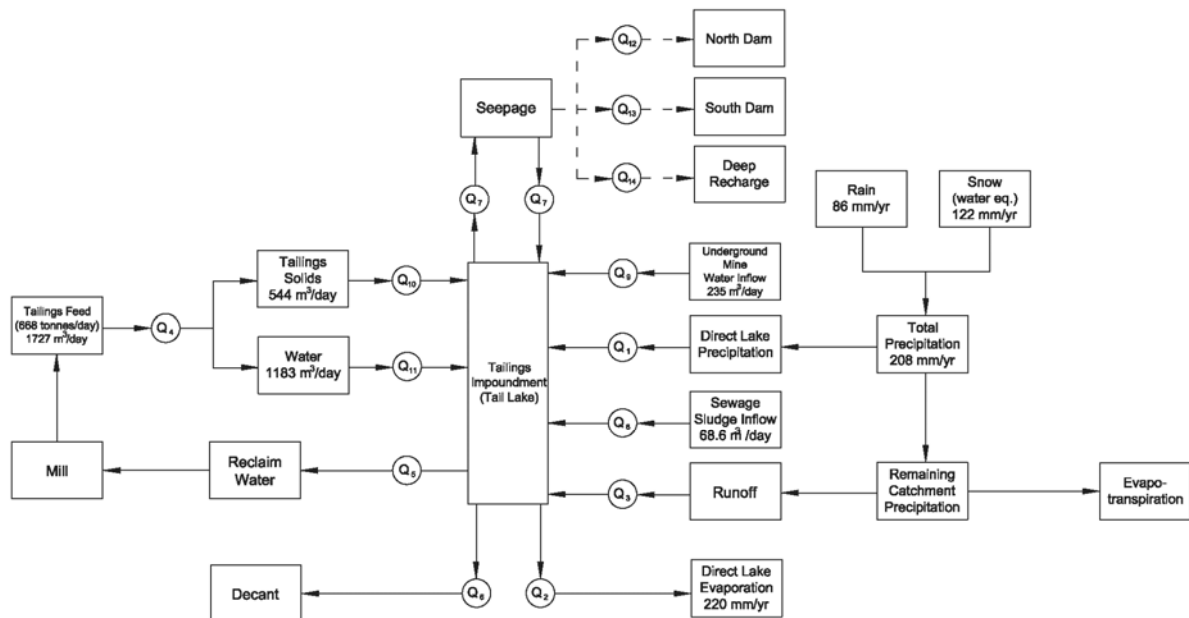 Q12
North Dam
Seepage
Q13
South Dam
Q14
Deep
Recharge
Q7
Q7
Rain
86 mm/yr
Snow
(water eq.)
122 mm/yr
Tailings
Solids
544 m³/day
Q10
Q9
Underground
Mine
Water Inflow
235 m³/day
Tailings Feed
(668 tonnes/day)
1727 m³/day
Q4
Water
1183 m³/day
Q11
Tailings
Impoundment
(Tail Lake)
Q1
Direct Lake
Precipitation
Total
Precipitation
208 mm/yr
Q6
Sewage
Sludge Inflow
68.6 m³/day
Mill
Reclaim
Water
Q5
Q3
Runoff
Remaining
Catchment
Precipitation
Evapo-
transpiration
Decant
Q6
Q2
Direct Lake
Evaporation
220 mm/yr